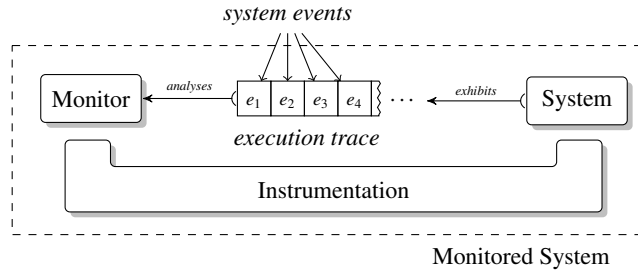 system events
Monitor
analyses
e1 e2 e3 e4 ...
exhibits
System
execution trace
Instrumentation
Monitored System